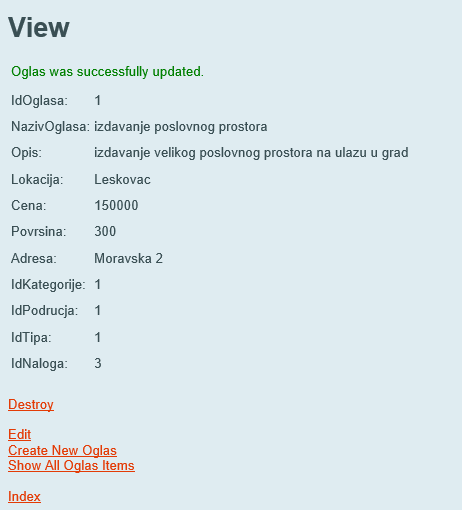 View
Oglas was successfully updated.
IdOglasa: 1
NazivOglasa: izdavanje poslovnog prostora
Opis: izdavanje velikog poslovnog prostora na ulazu u grad
Lokacija: Leskovac
Cena: 150000
Povrsina: 300
Adresa: Moravska 2
IdKategorije: 1
IdPodrucja: 1
IdTipa: 1
IdNaloga: 3
Destroy
Edit
Create New Oglas
Show All Oglas Items
Index